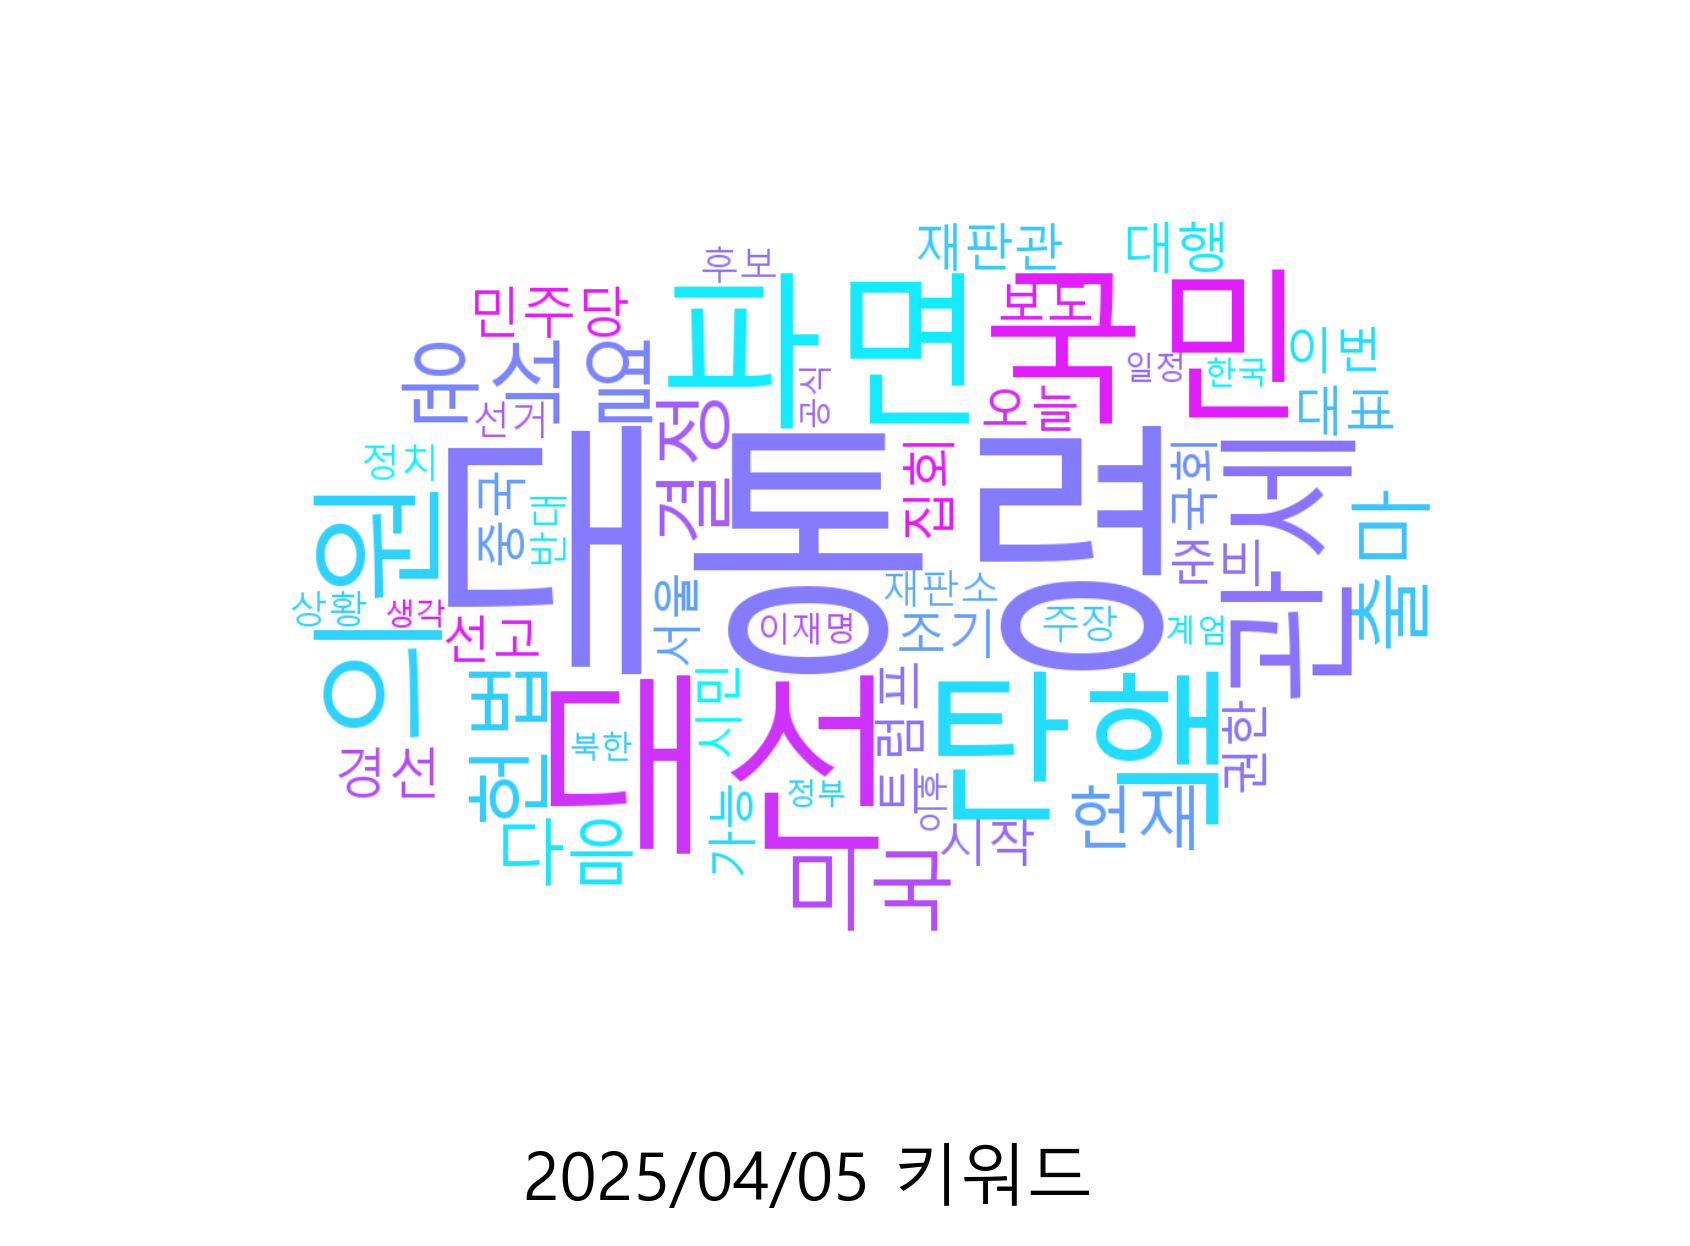 재판관
대행
후보
민주당
파면
국민
보도
윤석열
이번
일정
한국
공식
선거
오늘
대표
결정
정치
대통령
집회
국회
관세
의원
중국
반대
출마
준비
서울
재판소
상황
생각
선고
이재명
조기
주장
계엄
헌법
대선
시민
트럼프
탄핵
권한
북한
경선
정부
이후
가능
헌재
다음
시작
미국
2025/04/05 키워드